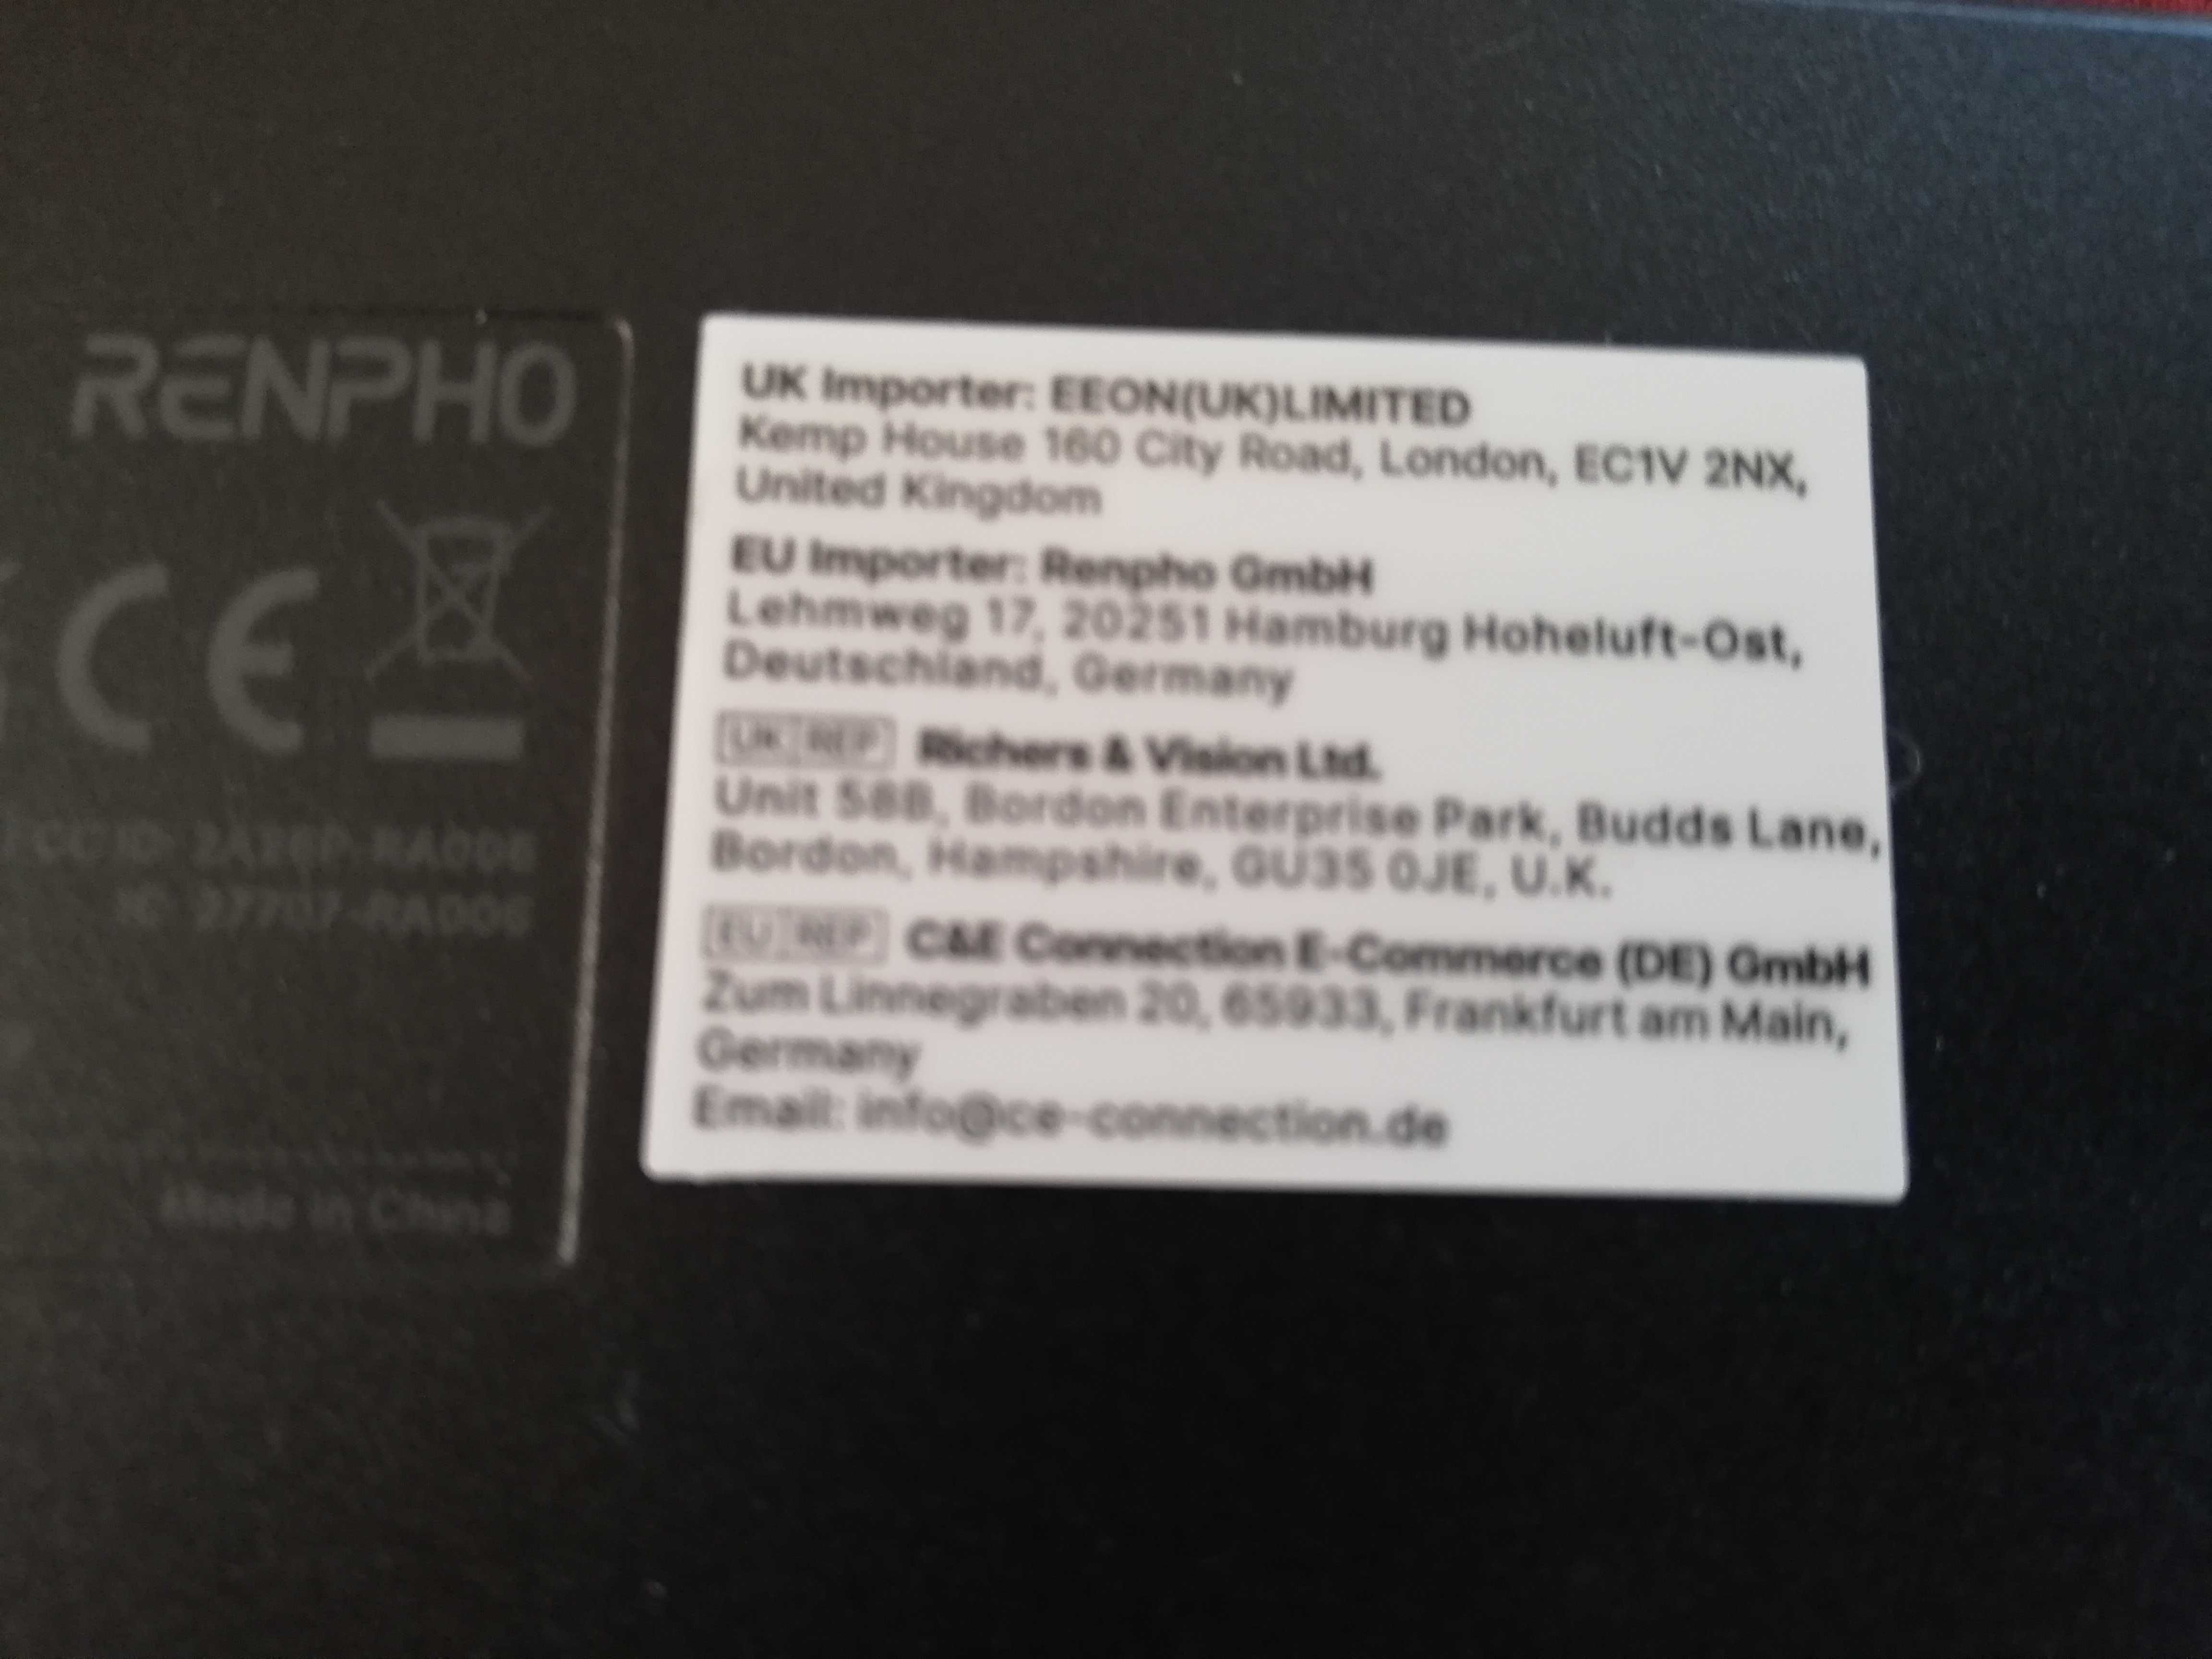 RENPHO
CE
Made in China
UK Importer: EEON(UK)LIMITED
Kemp House 160 City Road, London, EC1V 2NX,
United Kingdom
EU Importer: Renpho GmbH
Lehmweg 17, 20251 Hamburg Hoheluft-Ost,
Deutschland, Germany
UK REP Richers & Vision Ltd.
Unit 58B, Bordon Enterprise Park, Budds Lane,
Bordon, Hampshire, GU35 0JE, U.K.
EU REP C&E Connection E-Commerce (DE) GmbH
Zum Linnegraben 20, 65933, Frankfurt am Main,
Germany
Email: info@ce-connection.de